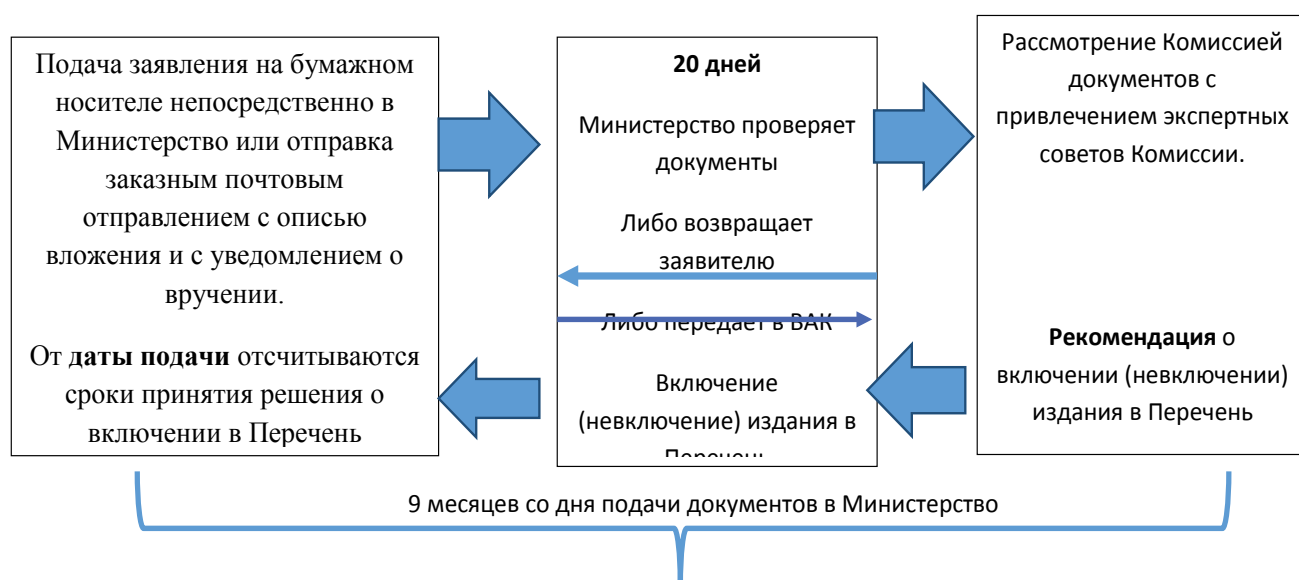 Подача заявления на бумажном
носителе непосредственно в
Министерство или отправка
заказным почтовым
отправлением с описью
вложения и с уведомлением о
вручении.
От даты подачи отсчитываются
сроки принятия решения о
включении в Перечень
20 дней
Министерство проверяет
документы
Либо возвращает
заявителю
Либо передает в ВАК
Включение
(невключение) издания в
Перечень
Рассмотрение Комиссией
документов с
привлечением экспертных
советов Комиссии.
Рекомендация о
включении (невключении)
издания в Перечень
9 месяцев со дня подачи документов в Министерство